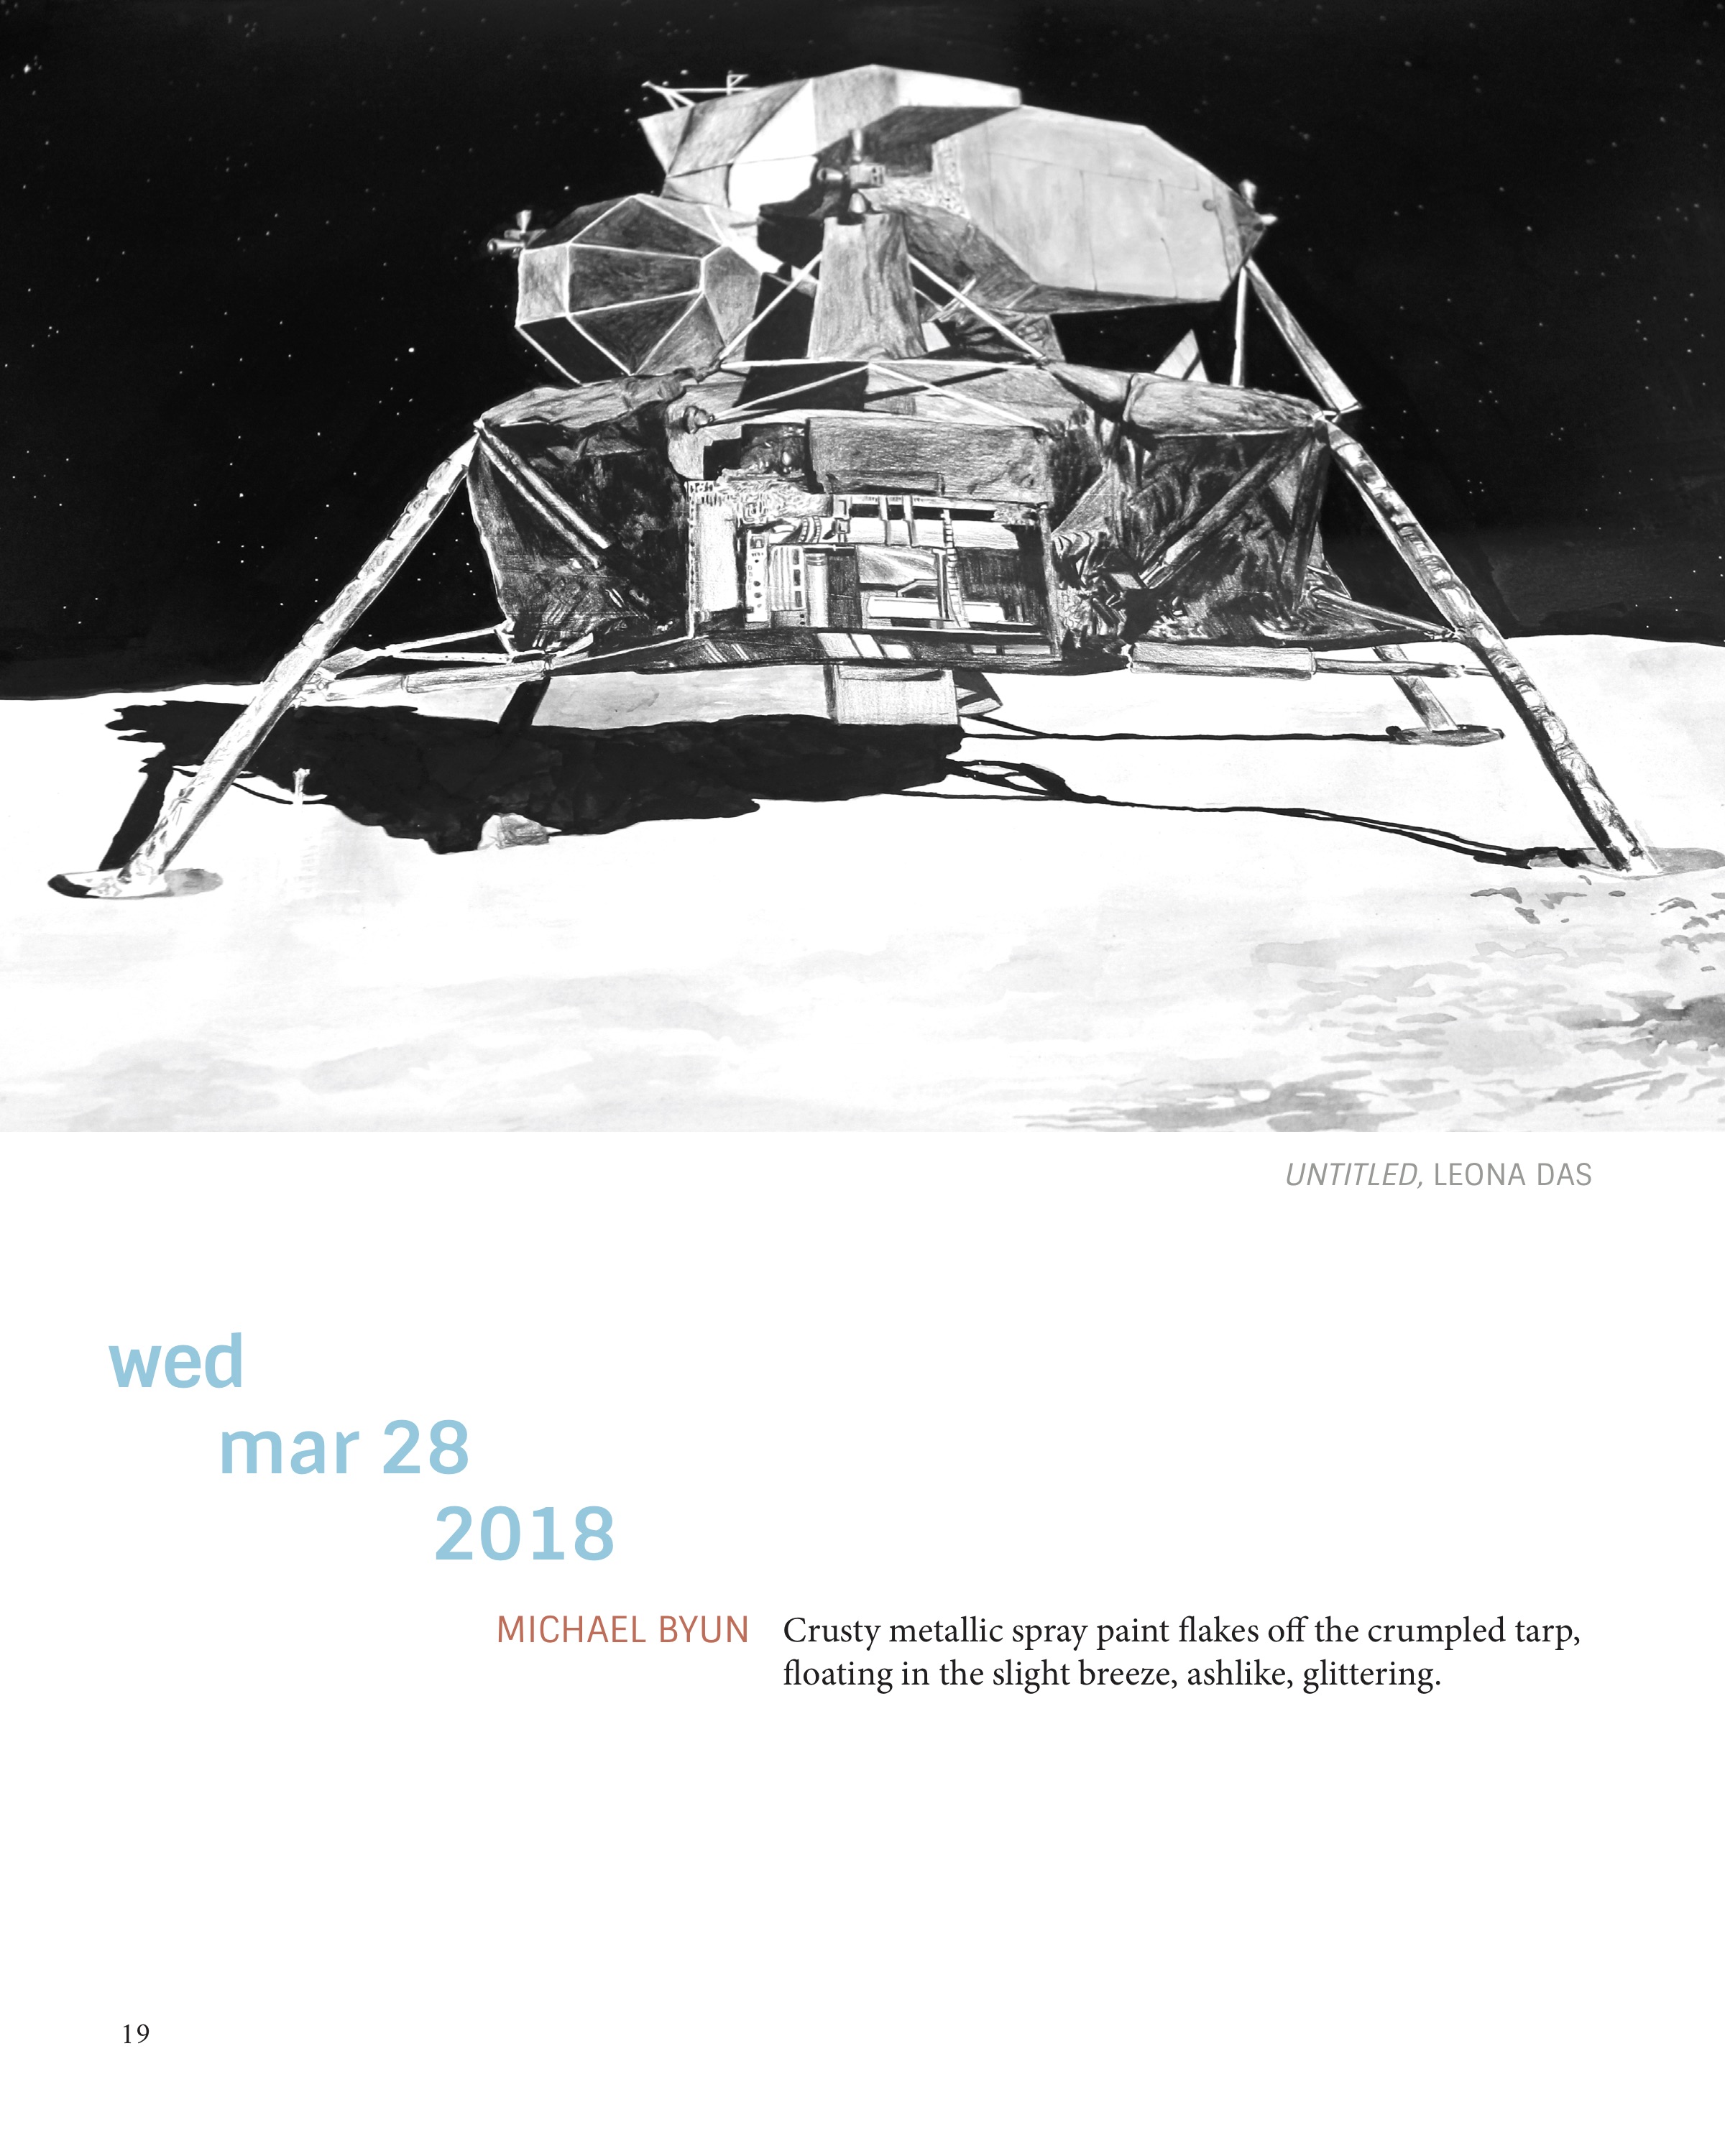 UNTITLED, LEONA DAS
wed
mar 28
2018
MICHAEL BYUN
Crusty metallic spray paint flakes off the crumpled tarp,
floating in the slight breeze, ashlike, glittering.
19